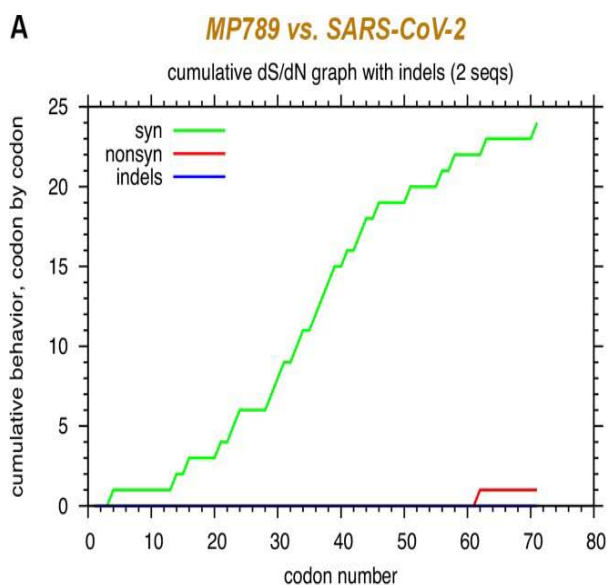 A
MP789 vs. SARS-CoV-2
cumulative dS/dN graph with indels (2 seqs)
cumulative behavior, codon by codon
25
20
15
10
5
0
syn
nonsyn
indels
0 10 20 30 40 50 60 70 80
codon number